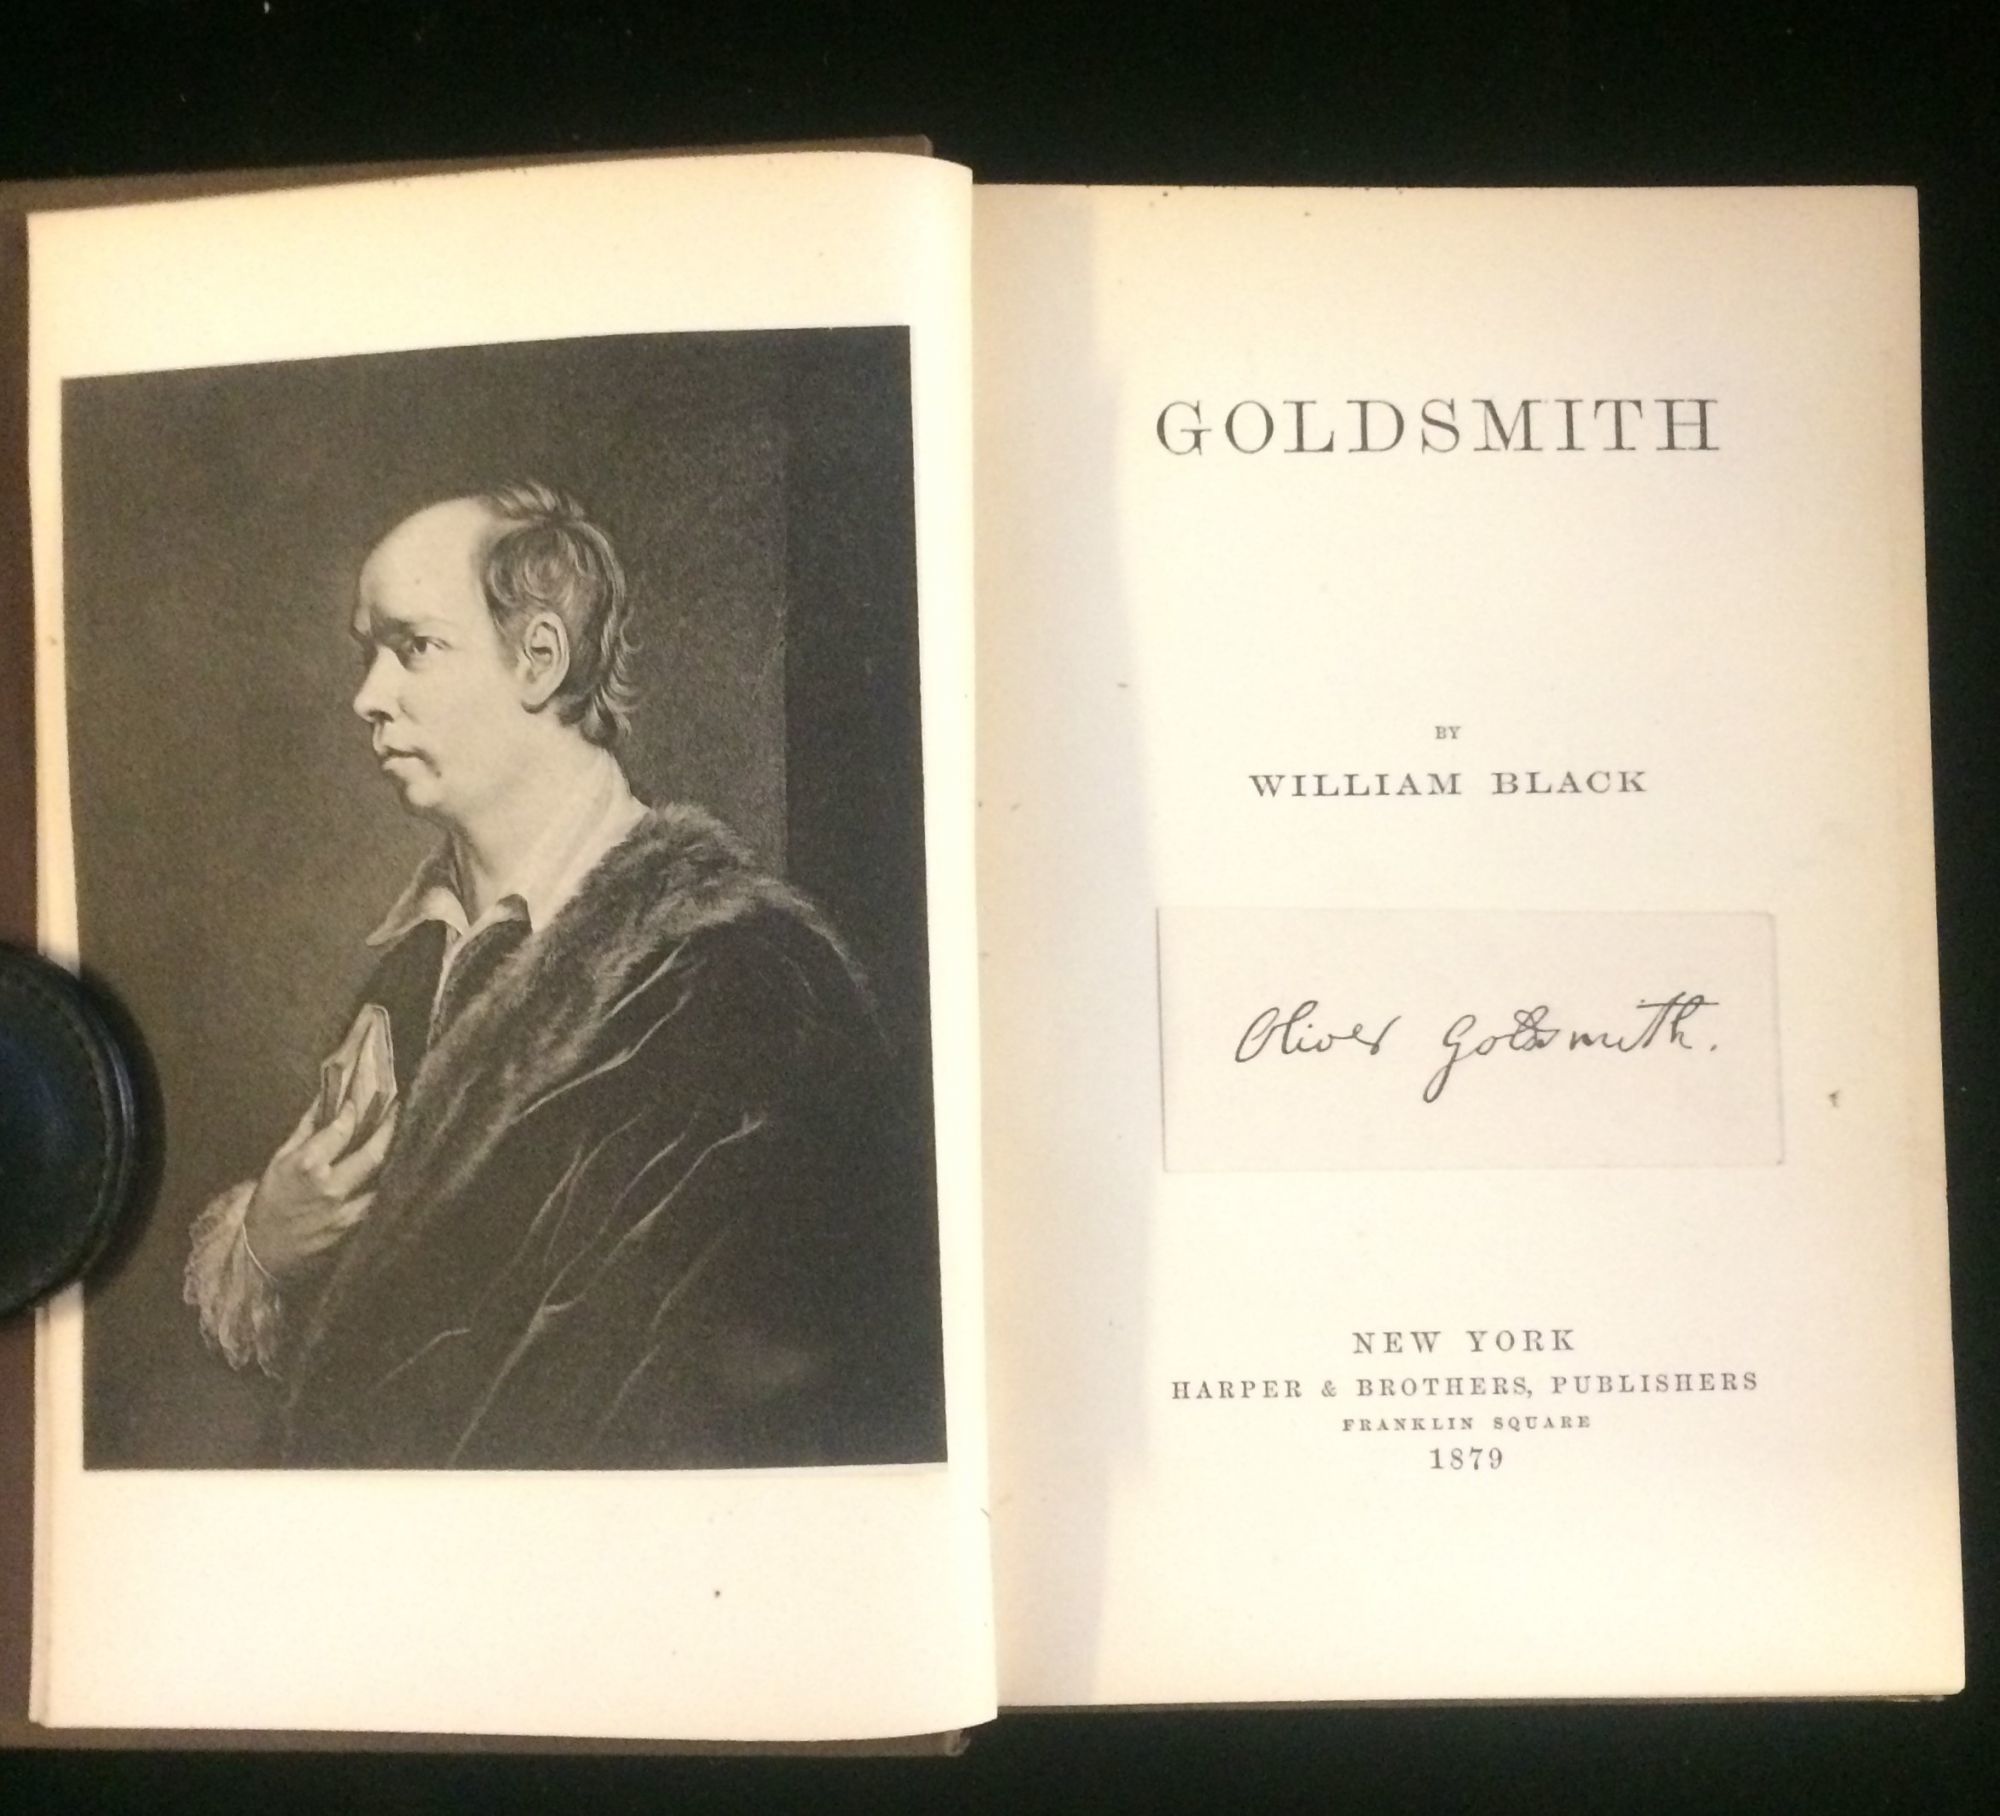 GOLDSMITH
BY
WILLIAM BLACK
Oliver Goldsmith.
NEW YORK
HARPER & BROTHERS, PUBLISHERS
FRANKLIN SQUARE
1879